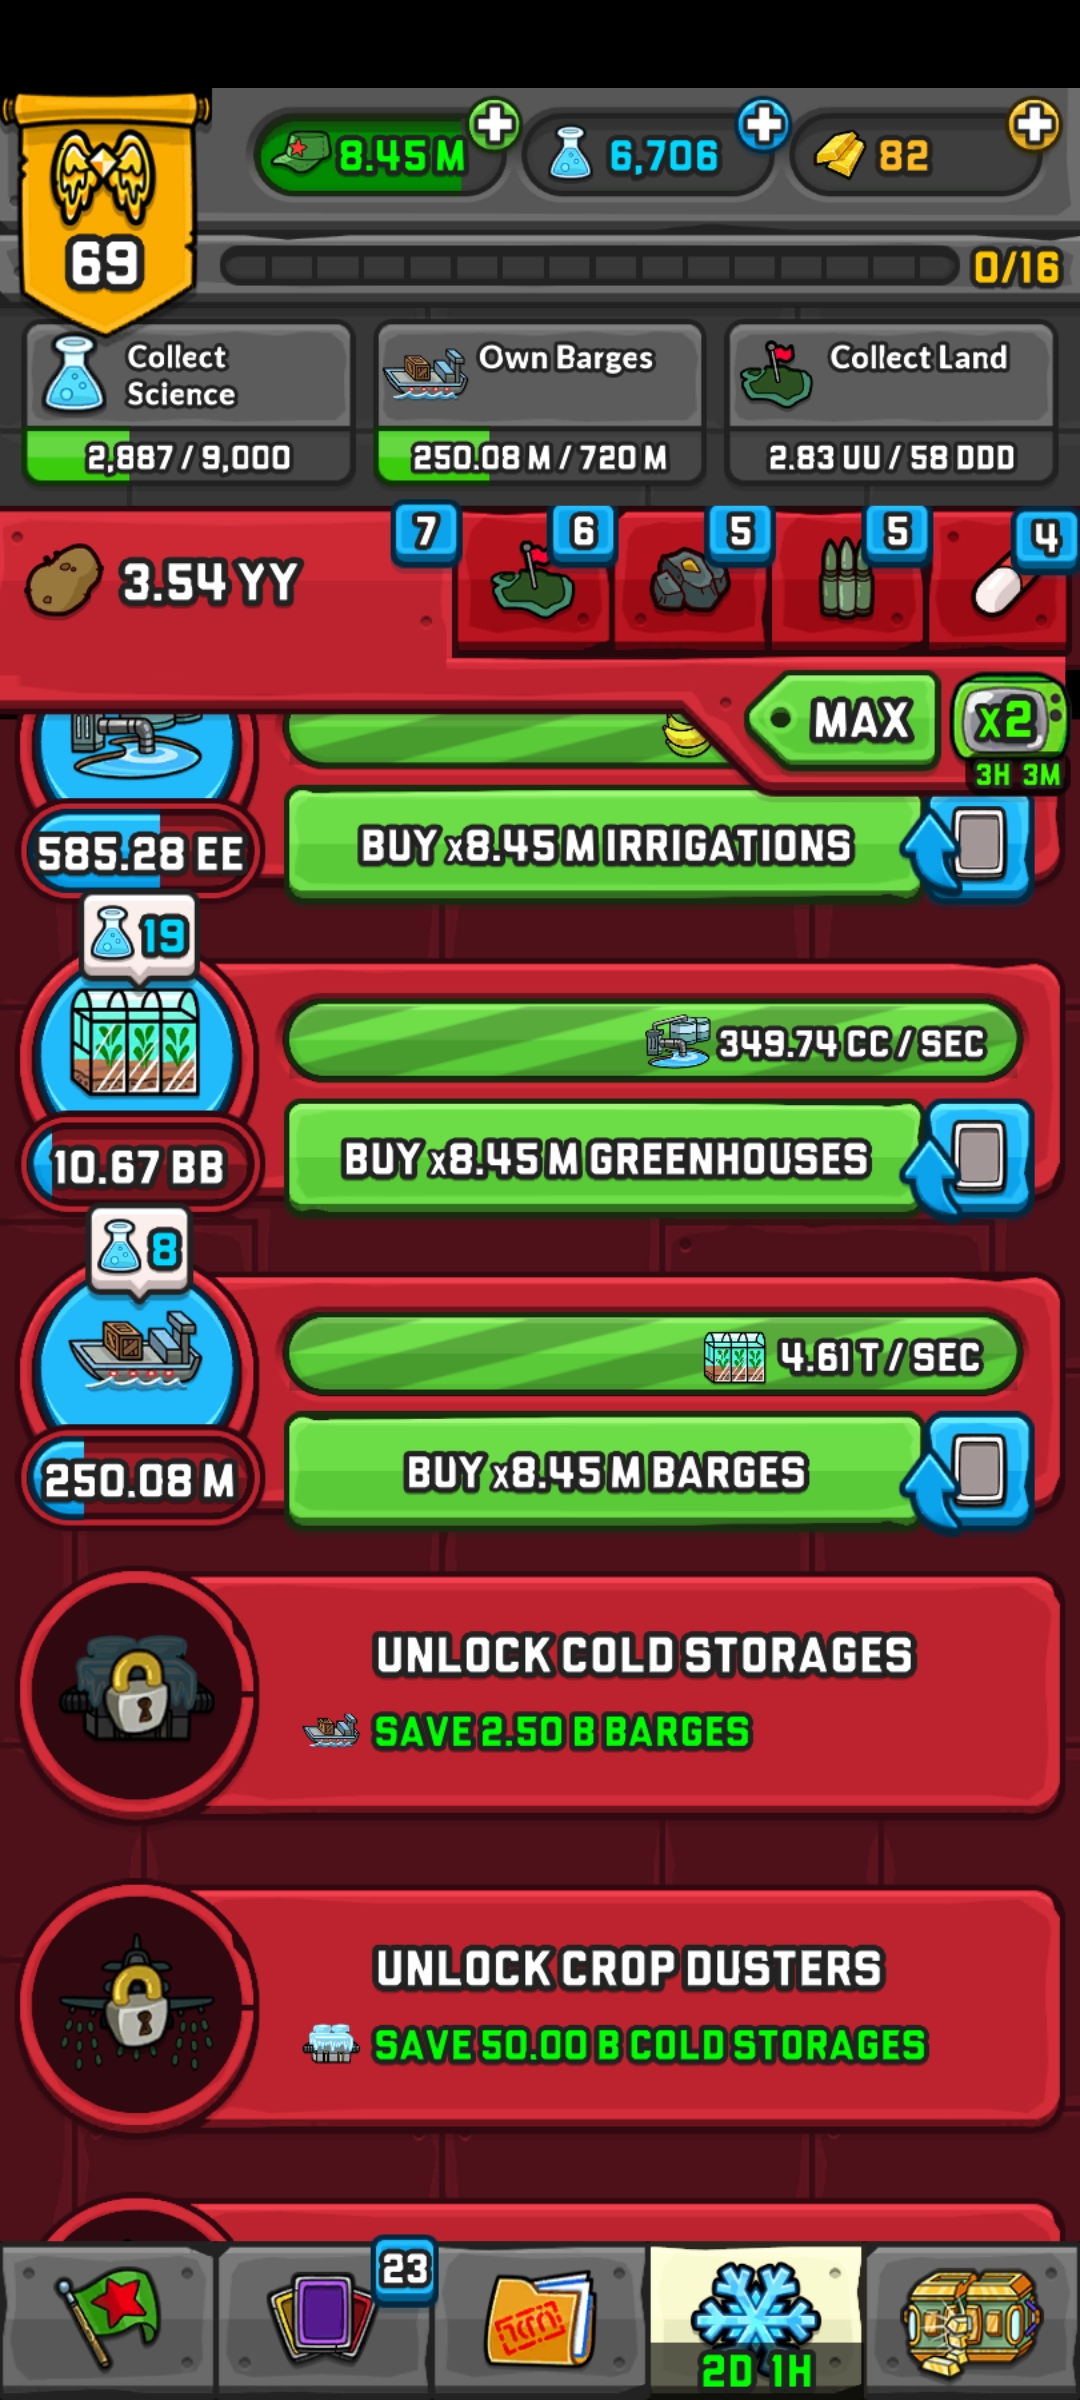 8.45 M
6,706
82
69
0/16
Collect
Science
2,887 / 9,000
Own Barges
250.08 M / 720 M
Collect Land
2.83 UU / 58 DDD
3.54 YY
7
6
5
5
4
MAX
x2
3H 3M
585.28 EE
BUY x8.45 M IRRIGATIONS
19
349.74 CC / SEC
10.67 BB
BUY x8.45 M GREENHOUSES
8
4.61 T / SEC
250.08 M
BUY x8.45 M BARGES
UNLOCK COLD STORAGES
SAVE 2.50 B BARGES
UNLOCK CROP DUSTERS
SAVE 50.00 B COLD STORAGES
23
2D 1H